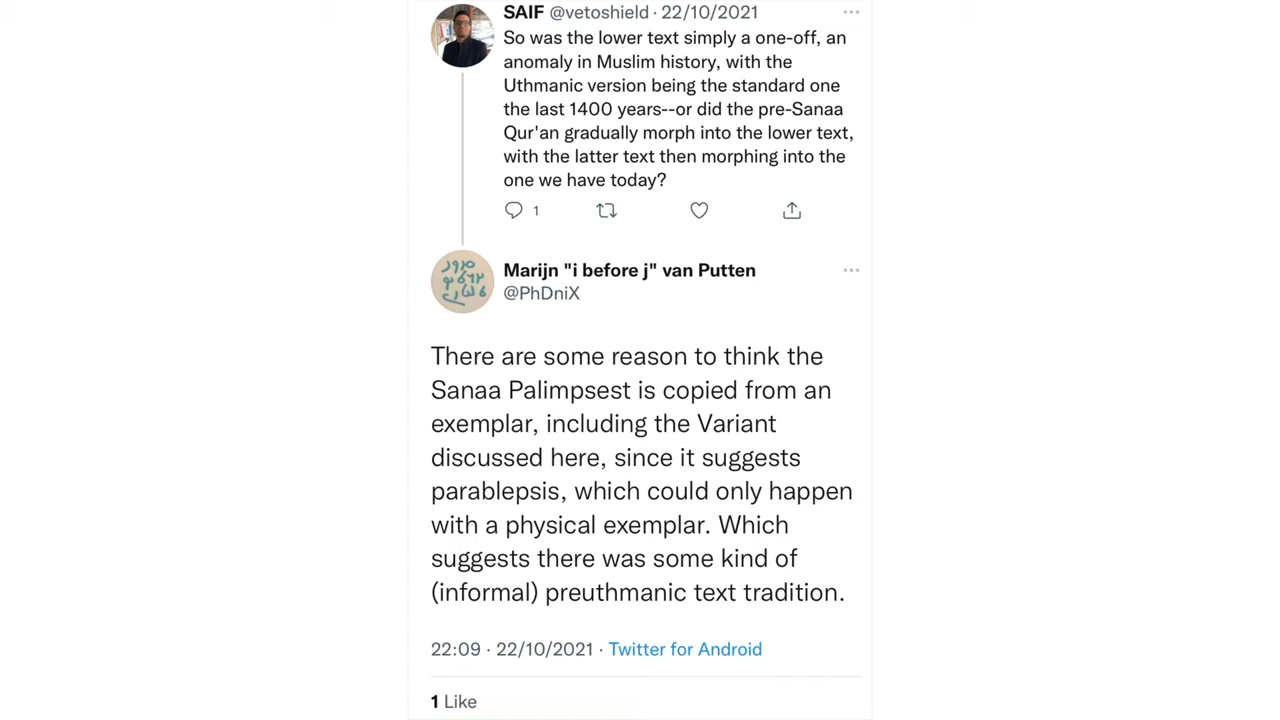 SAIF @vetoshield · 22/10/2021
So was the lower text simply a one-off, an
anomaly in Muslim history, with the
Uthmanic version being the standard one
the last 1400 years--or did the pre-Sanaa
Qur'an gradually morph into the lower text,
with the latter text then morphing into the
one we have today?
1
Marijn "i before j" van Putten
@PhDniX
There are some reason to think the
Sanaa Palimpsest is copied from an
exemplar, including the Variant
discussed here, since it suggests
parablepsis, which could only happen
with a physical exemplar. Which
suggests there was some kind of
(informal) preuthmanic text tradition.
22:09 · 22/10/2021 · Twitter for Android
1 Like